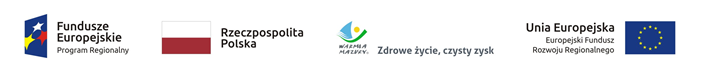 Fundusze
Europejskie
Program Regionalny
Rzeczpospolita
Polska
WARMIA
MAZURY
Zdrowe życie, czysty zysk
Unia Europejska
Europejski Fundusz
Rozwoju Regionalnego